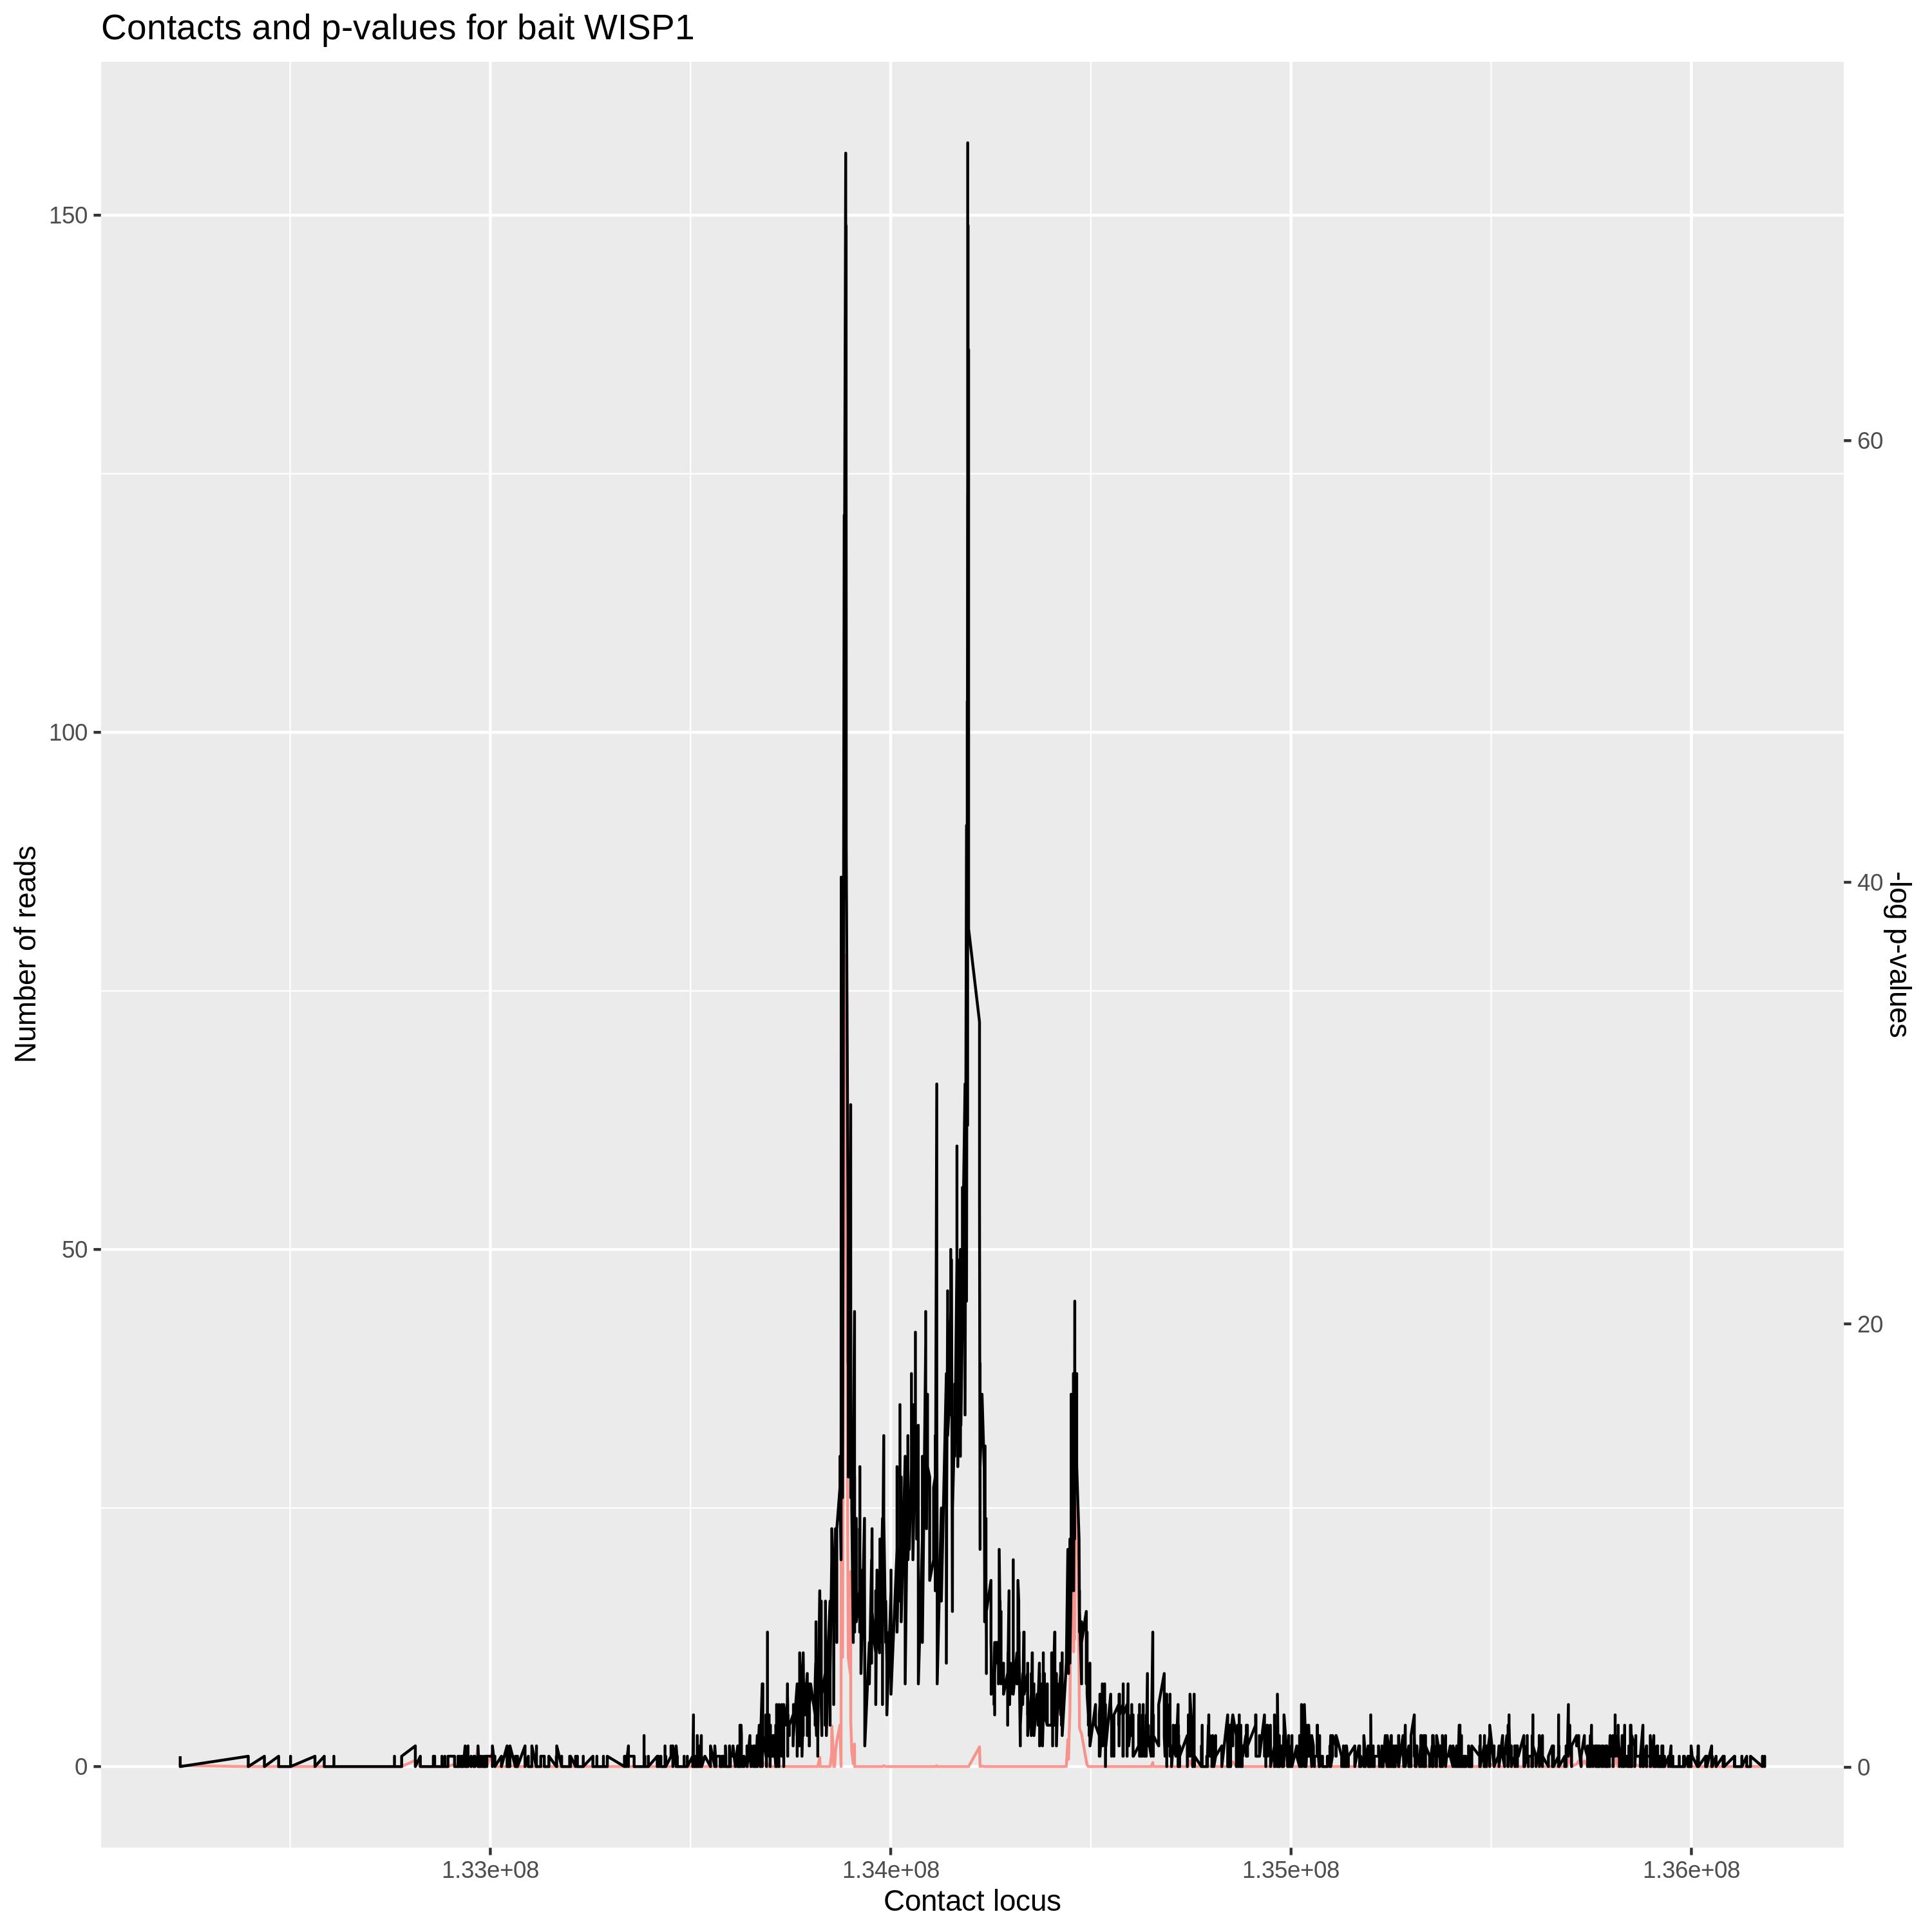 Contacts and p-values for bait WISP1
150
100
50
0
Number of reads
60
40
20
0
-log p-values
1.33e+08
1.34e+08
1.35e+08
1.36e+08
Contact locus